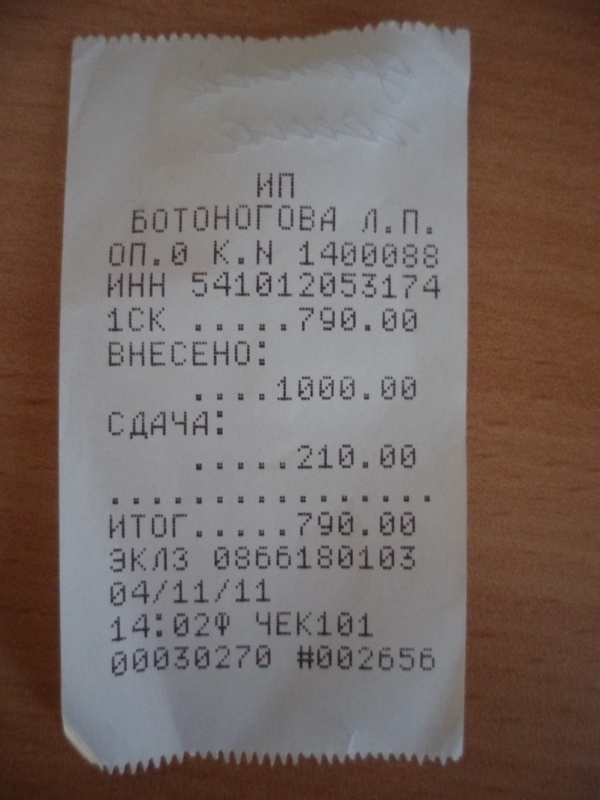 ИП
БОТОНОГОВА Л.П.
ОП.0 К.N 1400088
ИНН 541012053174
1СК .....790.00
ВНЕСЕНО:
....1000.00
СДАЧА:
.....210.00
................
ИТОГ.....790.00
ЭКЛЗ 0866180103
04/11/11
14:02Ф ЧЕК101
00030270 #002656